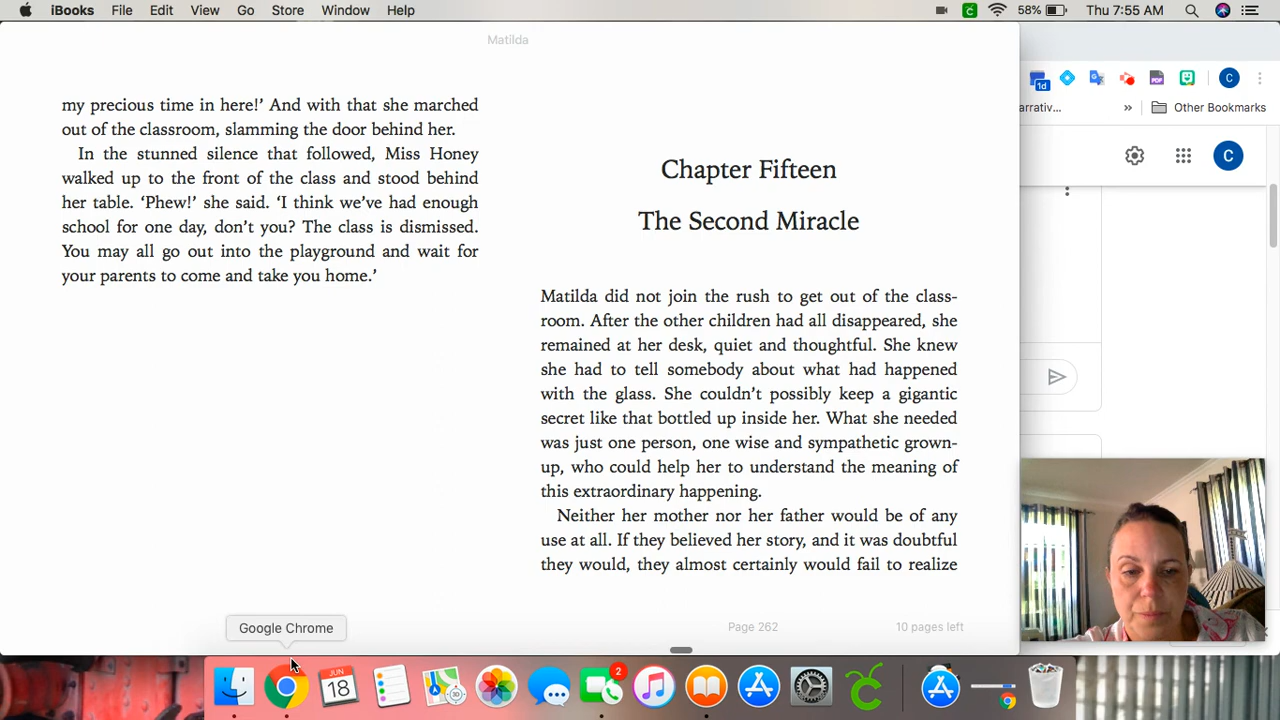 iBooks File Edit View Go Store Window Help
58% Thu 7:55 AM
Matilda
my precious time in here!’ And with that she marched
out of the classroom, slamming the door behind her.
In the stunned silence that followed, Miss Honey
walked up to the front of the class and stood behind
her table. ‘Phew!’ she said. ‘I think we’ve had enough
school for one day, don’t you? The class is dismissed.
You may all go out into the playground and wait for
your parents to come and take you home.’
Chapter Fifteen
The Second Miracle
Matilda did not join the rush to get out of the class-
room. After the other children had all disappeared, she
remained at her desk, quiet and thoughtful. She knew
she had to tell somebody about what had happened
with the glass. She couldn’t possibly keep a gigantic
secret like that bottled up inside her. What she needed
was just one person, one wise and sympathetic grown-
up, who could help her to understand the meaning of
this extraordinary happening.
Neither her mother nor her father would be of any
use at all. If they believed her story, and it was doubtful
they would, they almost certainly would fail to realize
Page 262
10 pages left
1d
PDF
C
arrativ...
»
Other Bookmarks
C
Google Chrome
JUN
18
3D
2